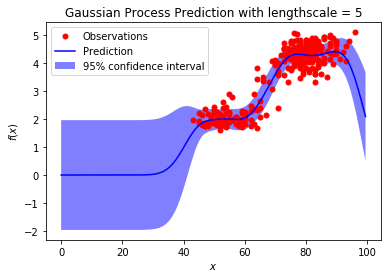 Gaussian Process Prediction with lengthscale = 5
Observations
Prediction
95% confidence interval
5
4
3
2
1
0
−1
−2
f(x)
0 20 40 60 80 100
x